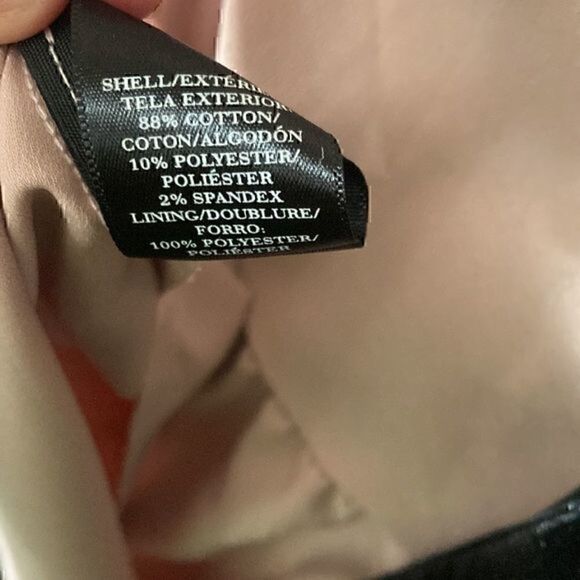 SHELL/EXTÉRI
TELA EXTERIOR
88% COTTON/
COTON/ALGODÓN
10% POLYESTER/
POLIÉSTER
2% SPANDEX
LINING/DOUBLURE/
FORRO:
100% POLYESTER/
POLIÉSTER